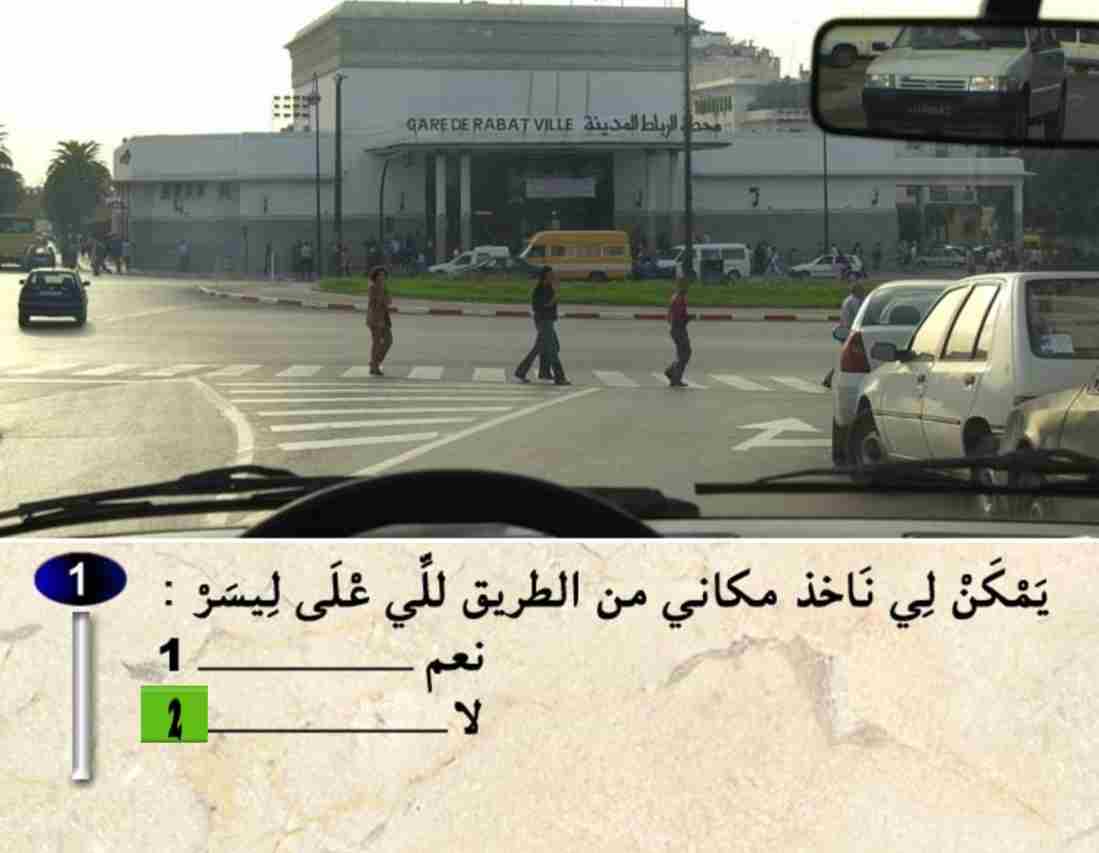 GARE DE RABAT VILLE محطة الرباط المدينة
1
يَمْكَنْ لِي نَاخذ مكاني من الطريق للِّي عْلَى لِيسَرْ :
نعم 1
لا 2